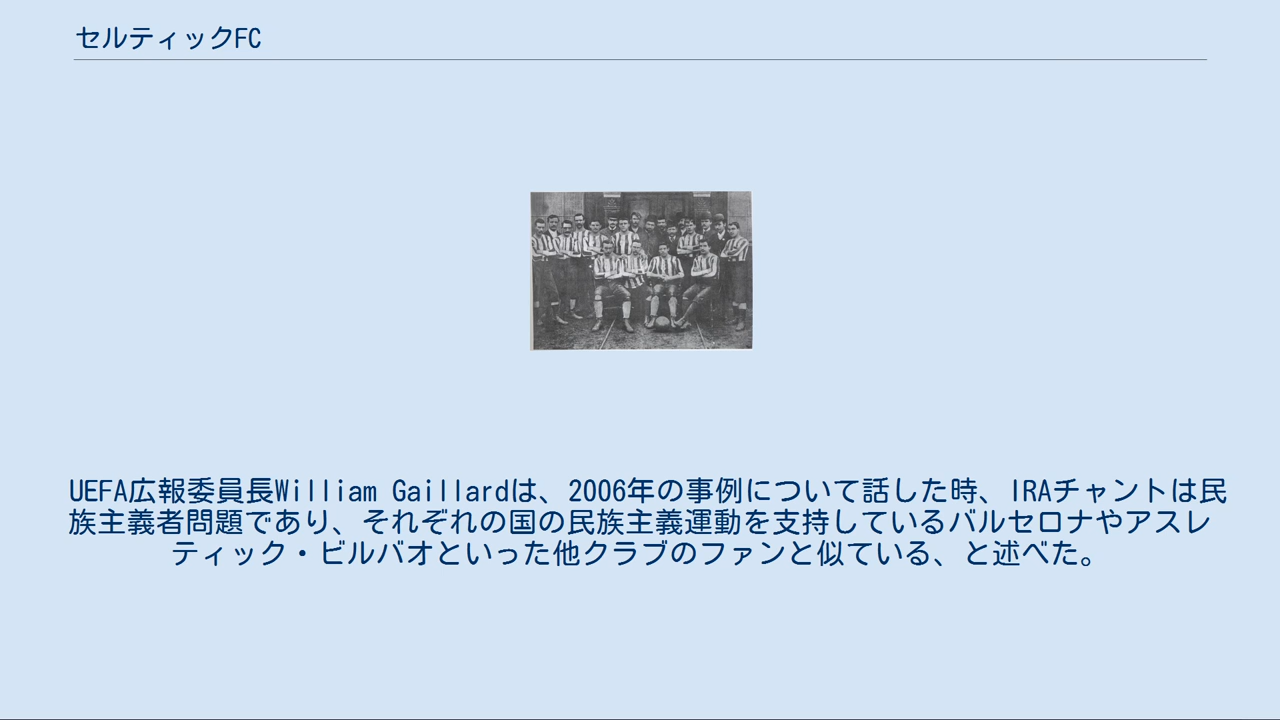 セルティックFC
UEFA広報委員長William Gaillardは、2006年の事例について話した時、IRAチャントは民
族主義者問題であり、それぞれの国の民族主義運動を支持しているバルセロナやアスレ
ティック・ビルバオといった他クラブのファンと似ている、と述べた。